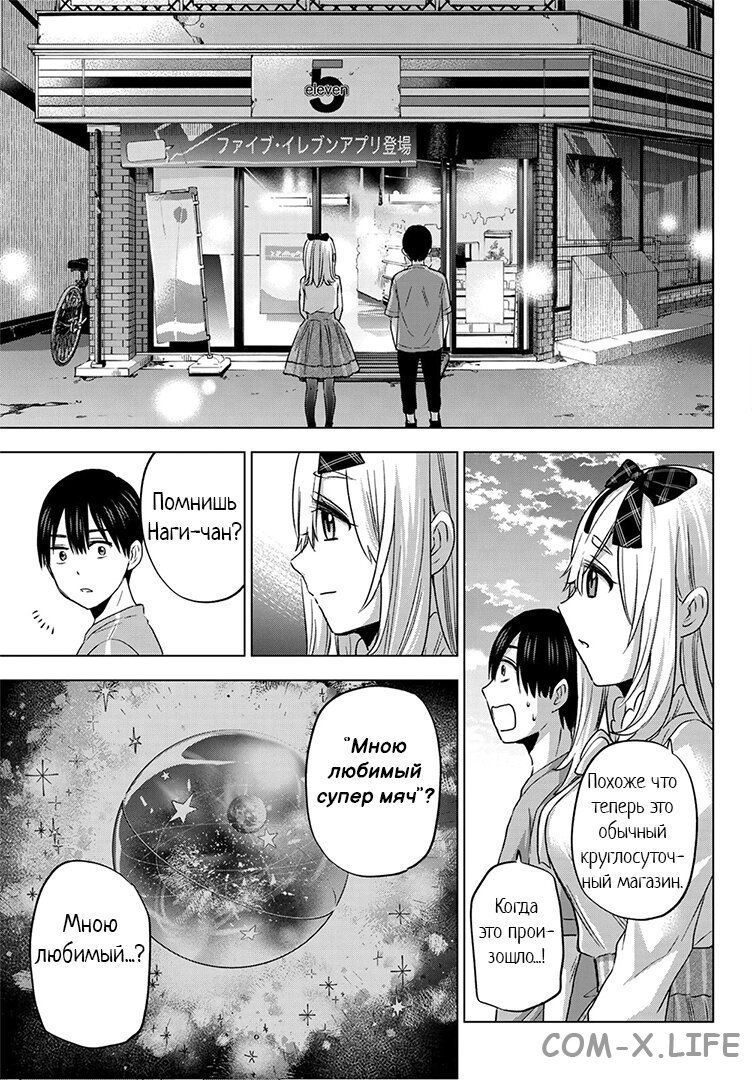 5
eleven
ファイブ・イレブンアプリ登場
Похоже что
теперь это
обычный
круглосуточ-
ный магазин.
Когда
это прои-
зошло...!
Помнишь
Наги-чан?
"Мною
любимый
супер мяч"?
Мною
любимый...?
COM-X.LIFE